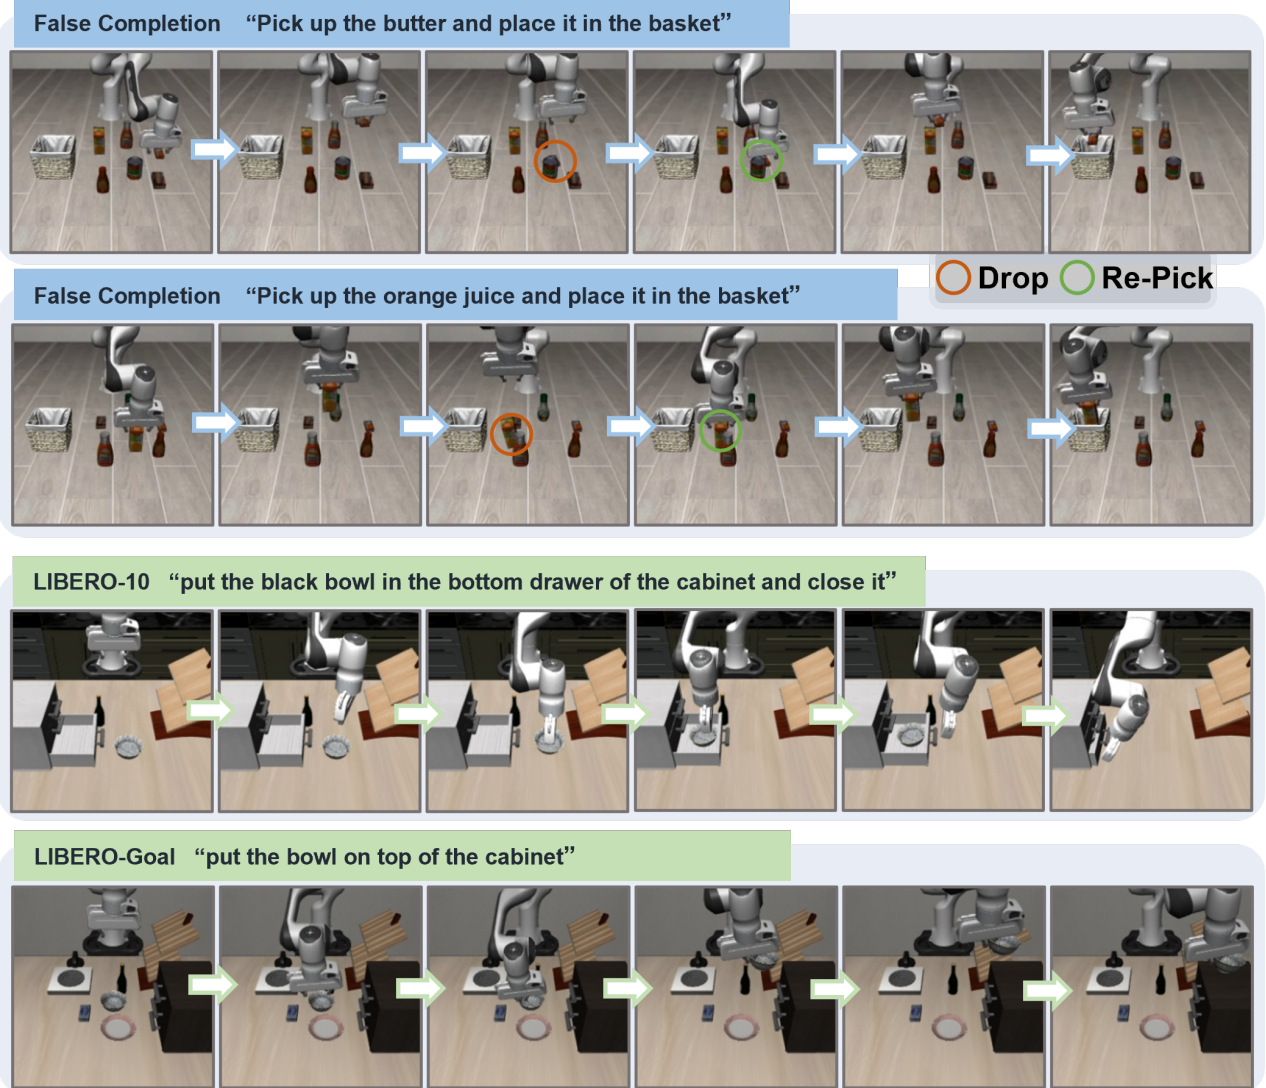 False Completion “Pick up the butter and place it in the basket”
Drop Re-Pick
False Completion “Pick up the orange juice and place it in the basket”
LIBERO-10 “put the black bowl in the bottom drawer of the cabinet and close it”
LIBERO-Goal “put the bowl on top of the cabinet”